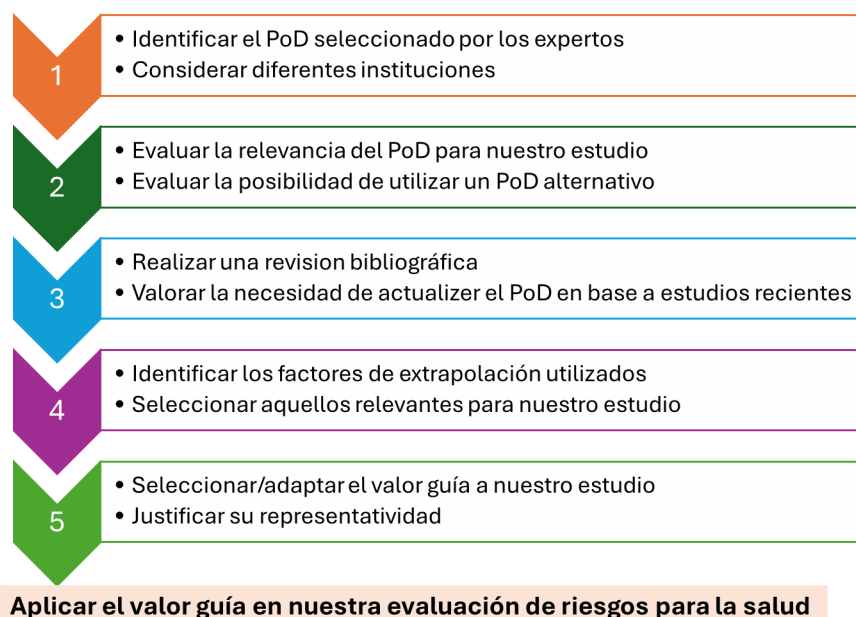 1
• Identificar el PoD seleccionado por los expertos
• Considerar diferentes instituciones
2
• Evaluar la relevancia del PoD para nuestro estudio
• Evaluar la posibilidad de utilizar un PoD alternativo
3
• Realizar una revision bibliográfica
• Valorar la necesidad de actualizer el PoD en base a estudios recientes
4
• Identificar los factores de extrapolación utilizados
• Seleccionar aquellos relevantes para nuestro estudio
5
• Seleccionar/adaptar el valor guía a nuestro estudio
• Justificar su representatividad
Aplicar el valor guía en nuestra evaluación de riesgos para la salud